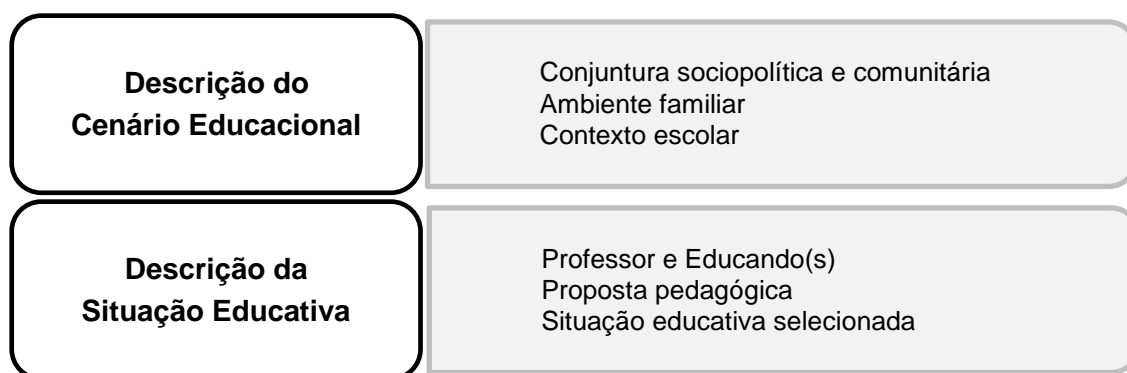 Descrição do
Cenário Educacional
Conjuntura sociopolítica e comunitária
Ambiente familiar
Contexto escolar
Descrição da
Situação Educativa
Professor e Educando(s)
Proposta pedagógica
Situação educativa selecionada